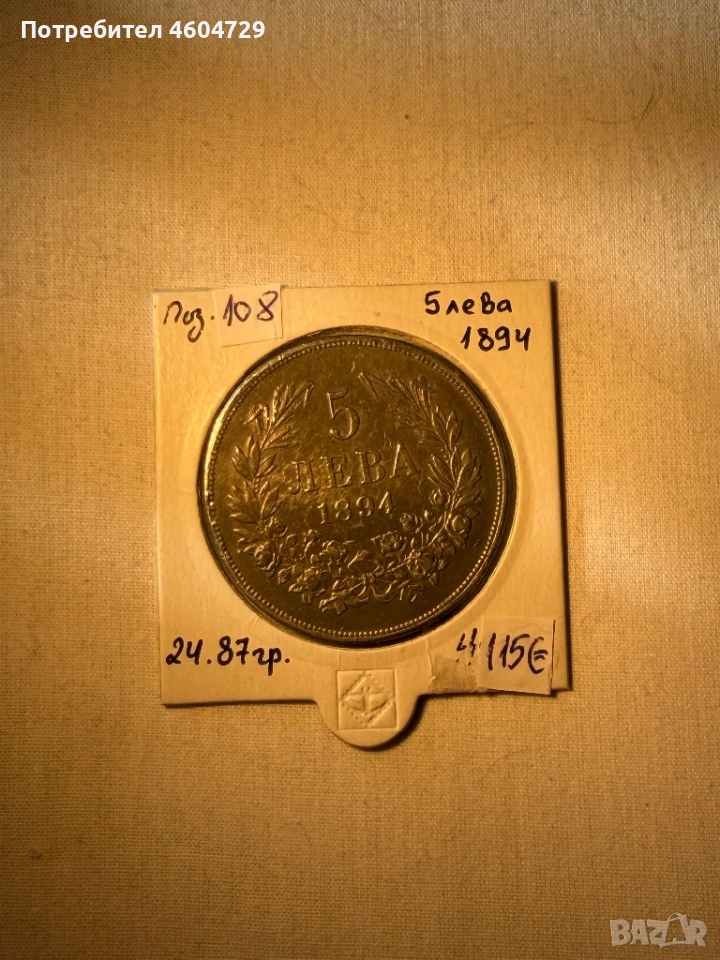 Потребител 4604729
Поз. 108
5 лева
1894
5
ЛЕВА
1894
24.87гр.
115€
BAZAR